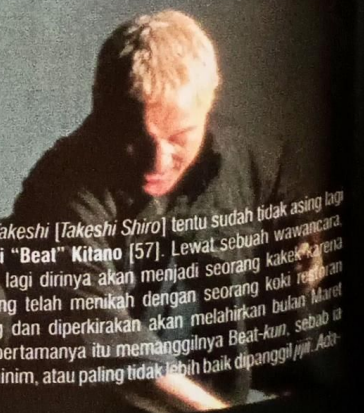 akeshi [Takeshi Shiro] tentu sudah tidak asing lagi
i “Beat” Kitano [57]. Lewat sebuah wawancara,
lagi dirinya akan menjadi seorang kakek karena
ng telah menikah dengan seorang koki restoran
dan diperkirakan akan melahirkan bulan Maret
pertamanya itu memanggilnya Beat-kun, sebab ia
inim, atau paling tidak lebih baik dipanggil jiji. Ada-